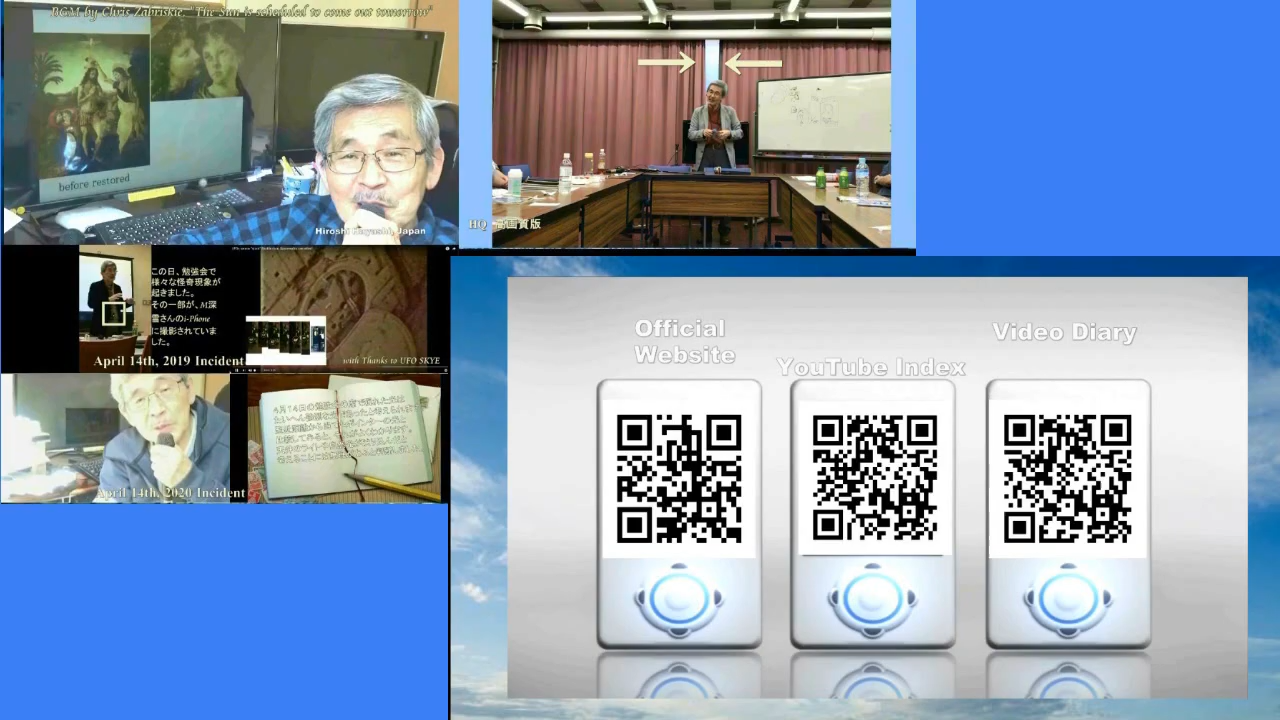 BGM by Chris Zabriskie, "The Sun is scheduled to come out tomorrow"
before restored
Hiroshi Hayashi, Japan
HQ 高画質版
この日、勉強会で
様々な怪奇現象が
起きました。
その一部が、M深
雪さんのi-Phone
に撮影されていま
した。
April 14th, 2019 Incident
with Thanks to UFO SKYE
April 14th, 2020 Incident
Official
Website
YouTube Index
Video Diary